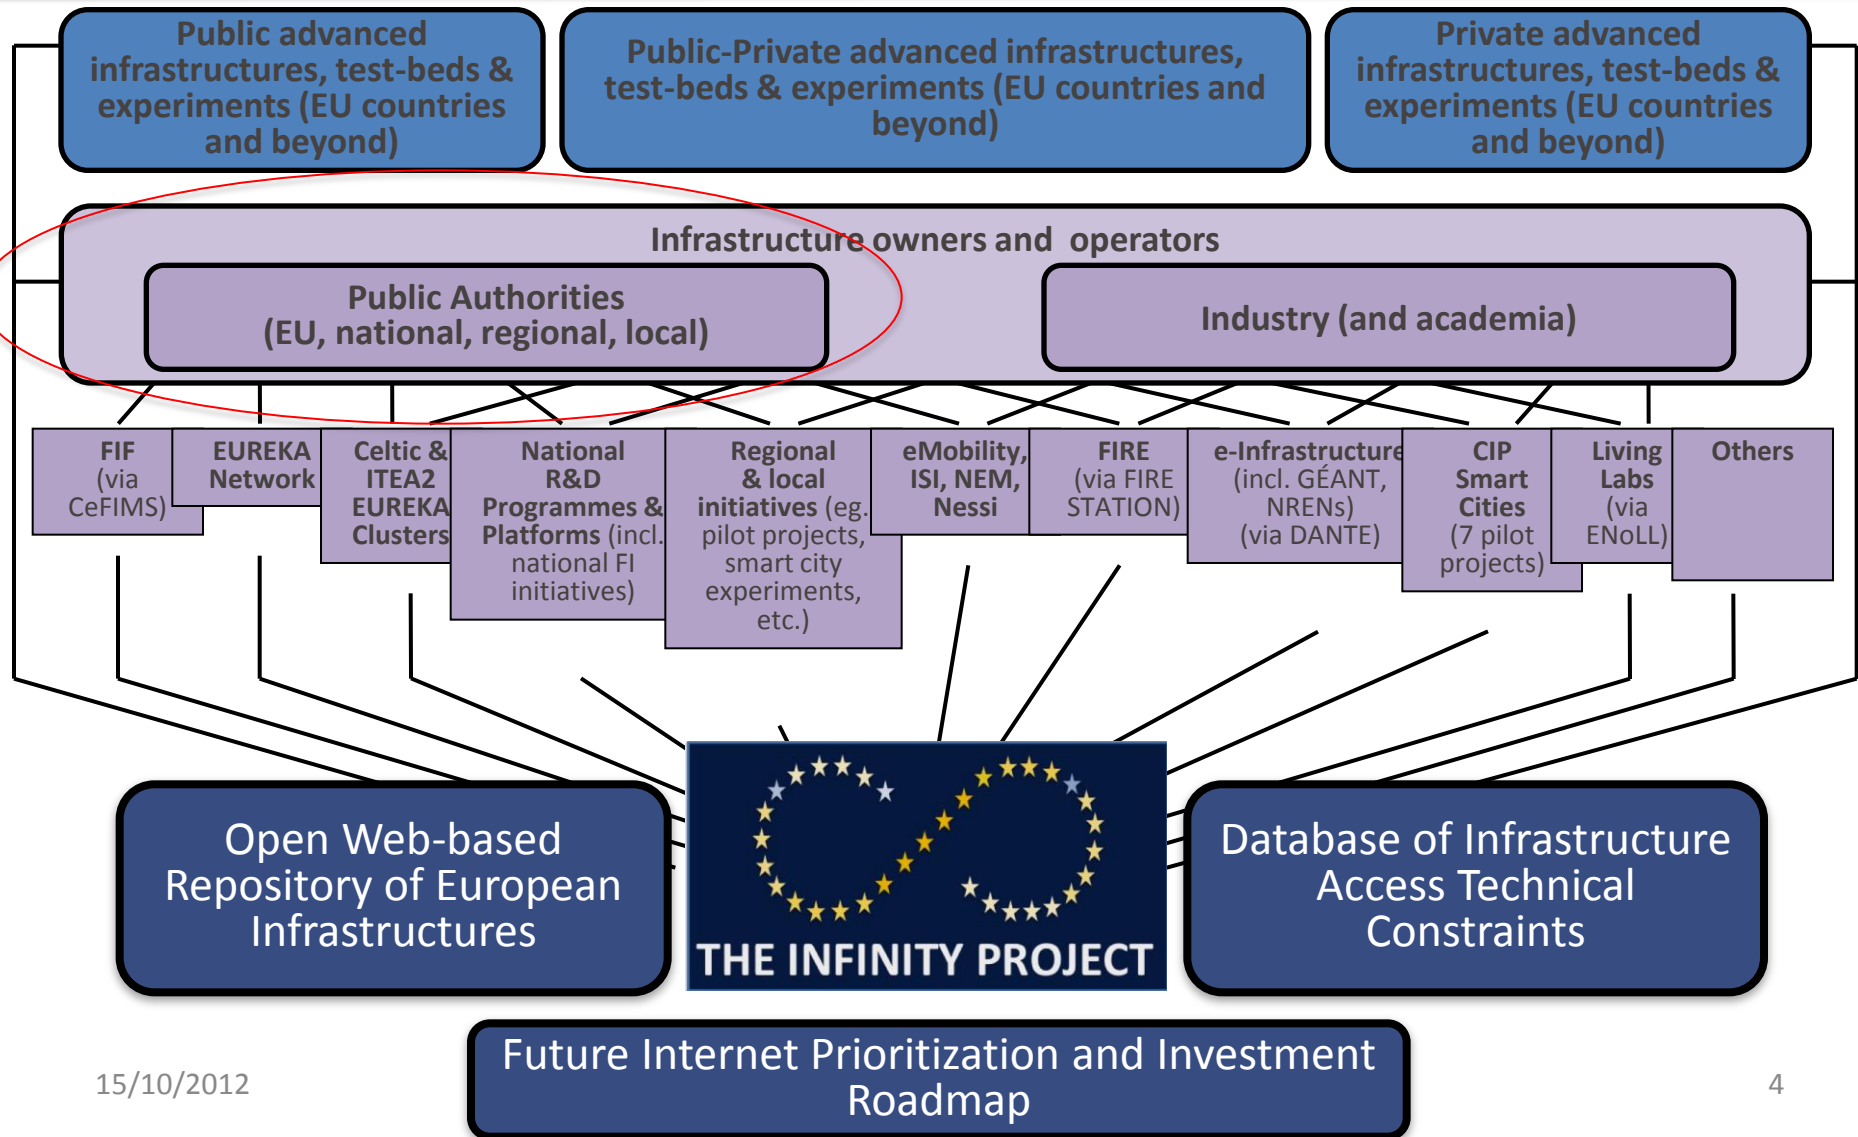 Public advanced
infrastructures, test-beds &
experiments (EU countries
and beyond)
Public-Private advanced infrastructures,
test-beds & experiments (EU countries and
beyond)
Private advanced
infrastructures, test-beds &
experiments (EU countries
and beyond)
Infrastructure owners and operators
Public Authorities
(EU, national, regional, local)
Industry (and academia)
FIF
(via
CeFIMS)
EUREKA
Network
Celtic &
ITEA2
EUREKA
Clusters
National
R&D
Programmes &
Platforms (incl.
national FI
initiatives)
Regional
& local
initiatives (eg.
pilot projects,
smart city
experiments,
etc.)
eMobility,
ISI, NEM,
Nessi
FIRE
(via FIRE
STATION)
e-Infrastructure
(incl. GÉANT,
NRENs)
(via DANTE)
CIP
Smart
Cities
(7 pilot
projects)
Living
Labs
(via
ENoLL)
Others
Open Web-based
Repository of European
Infrastructures
THE INFINITY PROJECT
Database of Infrastructure
Access Technical
Constraints
Future Internet Prioritization and Investment
Roadmap
15/10/2012
4